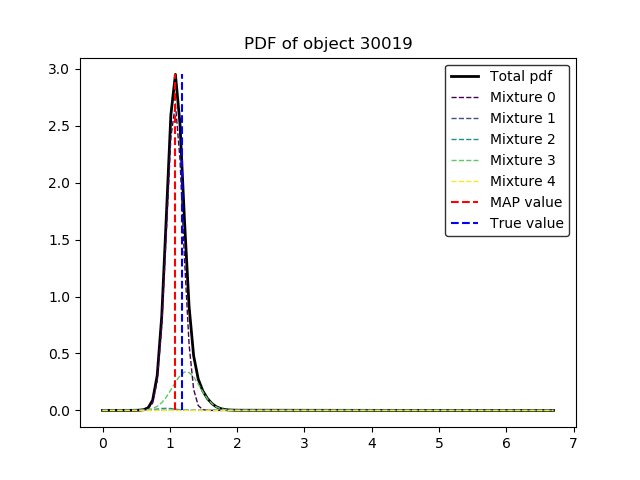 PDF of object 30019
3.0
2.5
2.0
1.5
1.0
0.5
0.0
0 1 2 3 4 5 6 7
Total pdf
Mixture 0
Mixture 1
Mixture 2
Mixture 3
Mixture 4
MAP value
True value